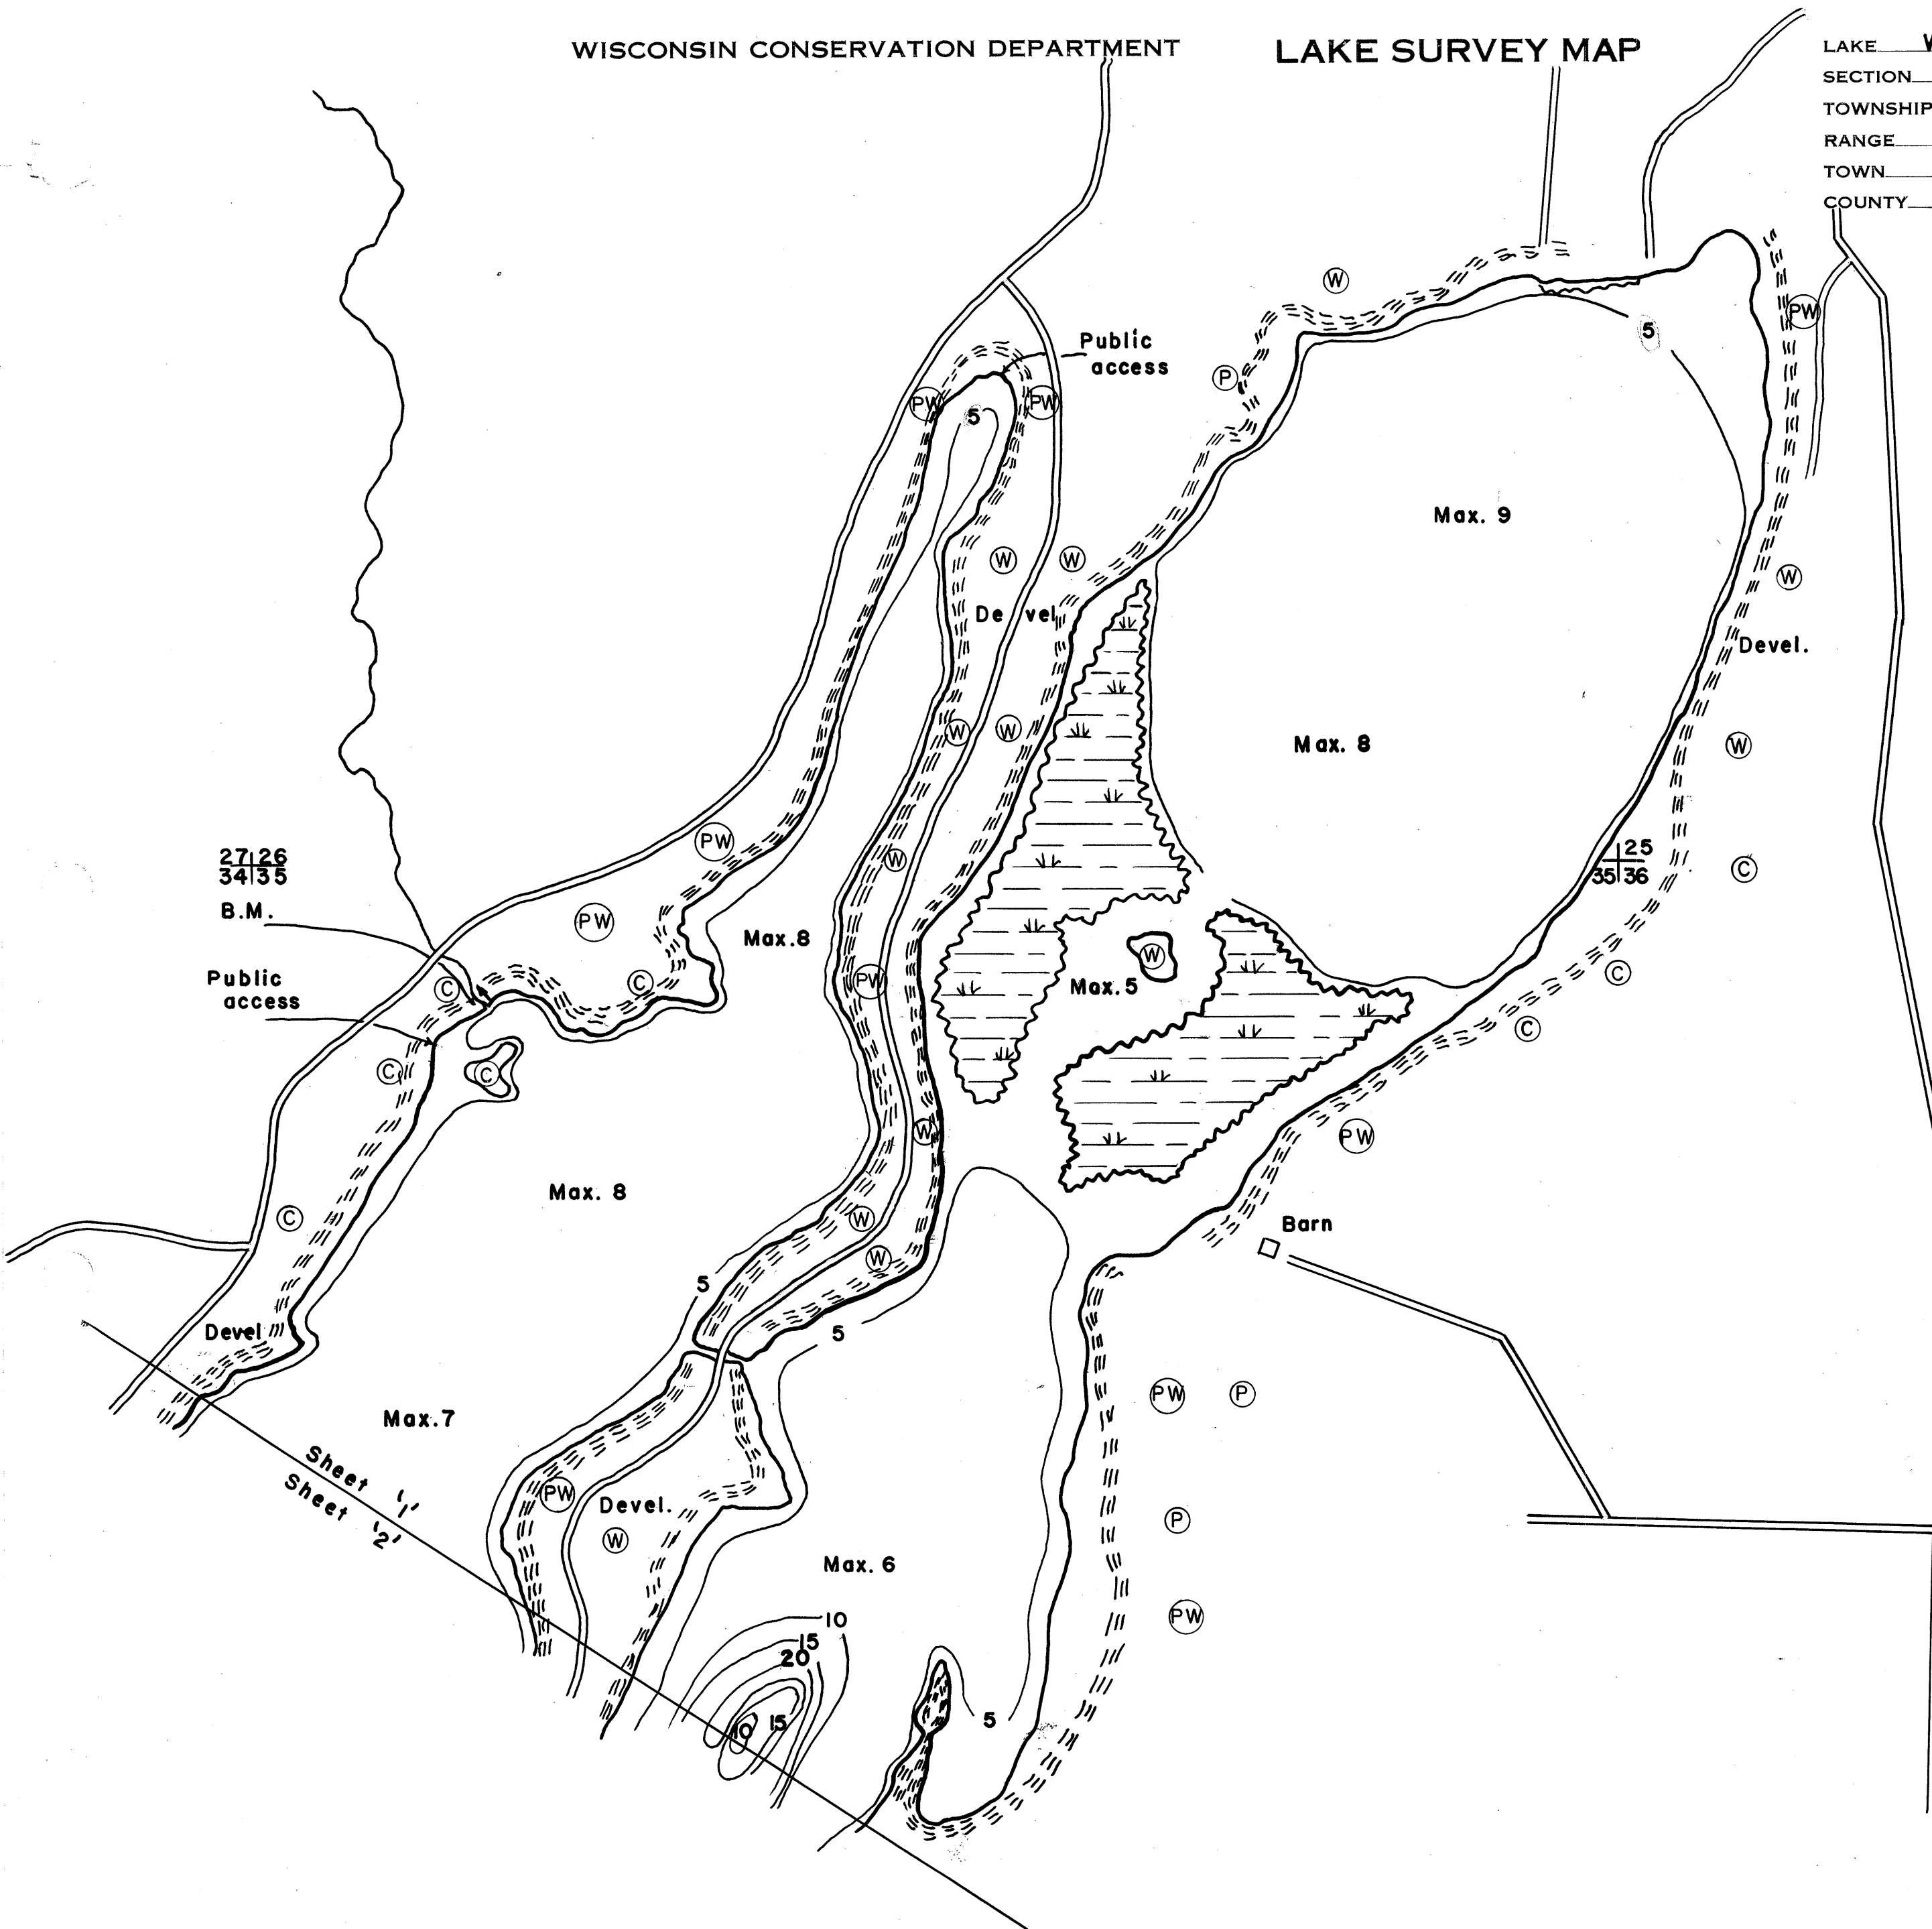 WISCONSIN CONSERVATION DEPARTMENT
LAKE SURVEY MAP
LAKE
SECTION
TOWNSHIP
RANGE
TOWN
COUNTY
W
PW
5
Public
access
P
PW
PW
5
Max. 9
W
W
W
Devel
Devel.
W
W
Max. 8
W
PW
W
25
35 36
C
27 26
34 35
B.M.
PW
Max.8
W
C
Public
access
C
C
PW
Max. 5
C
C
C
W
PW
Max. 8
C
W
Barn
W
5
Devel
5
Max.7
PW
P
Sheet '1'
Sheet '2'
PW
Devel.
W
P
Max. 6
10
15
20
PW
10
15
5